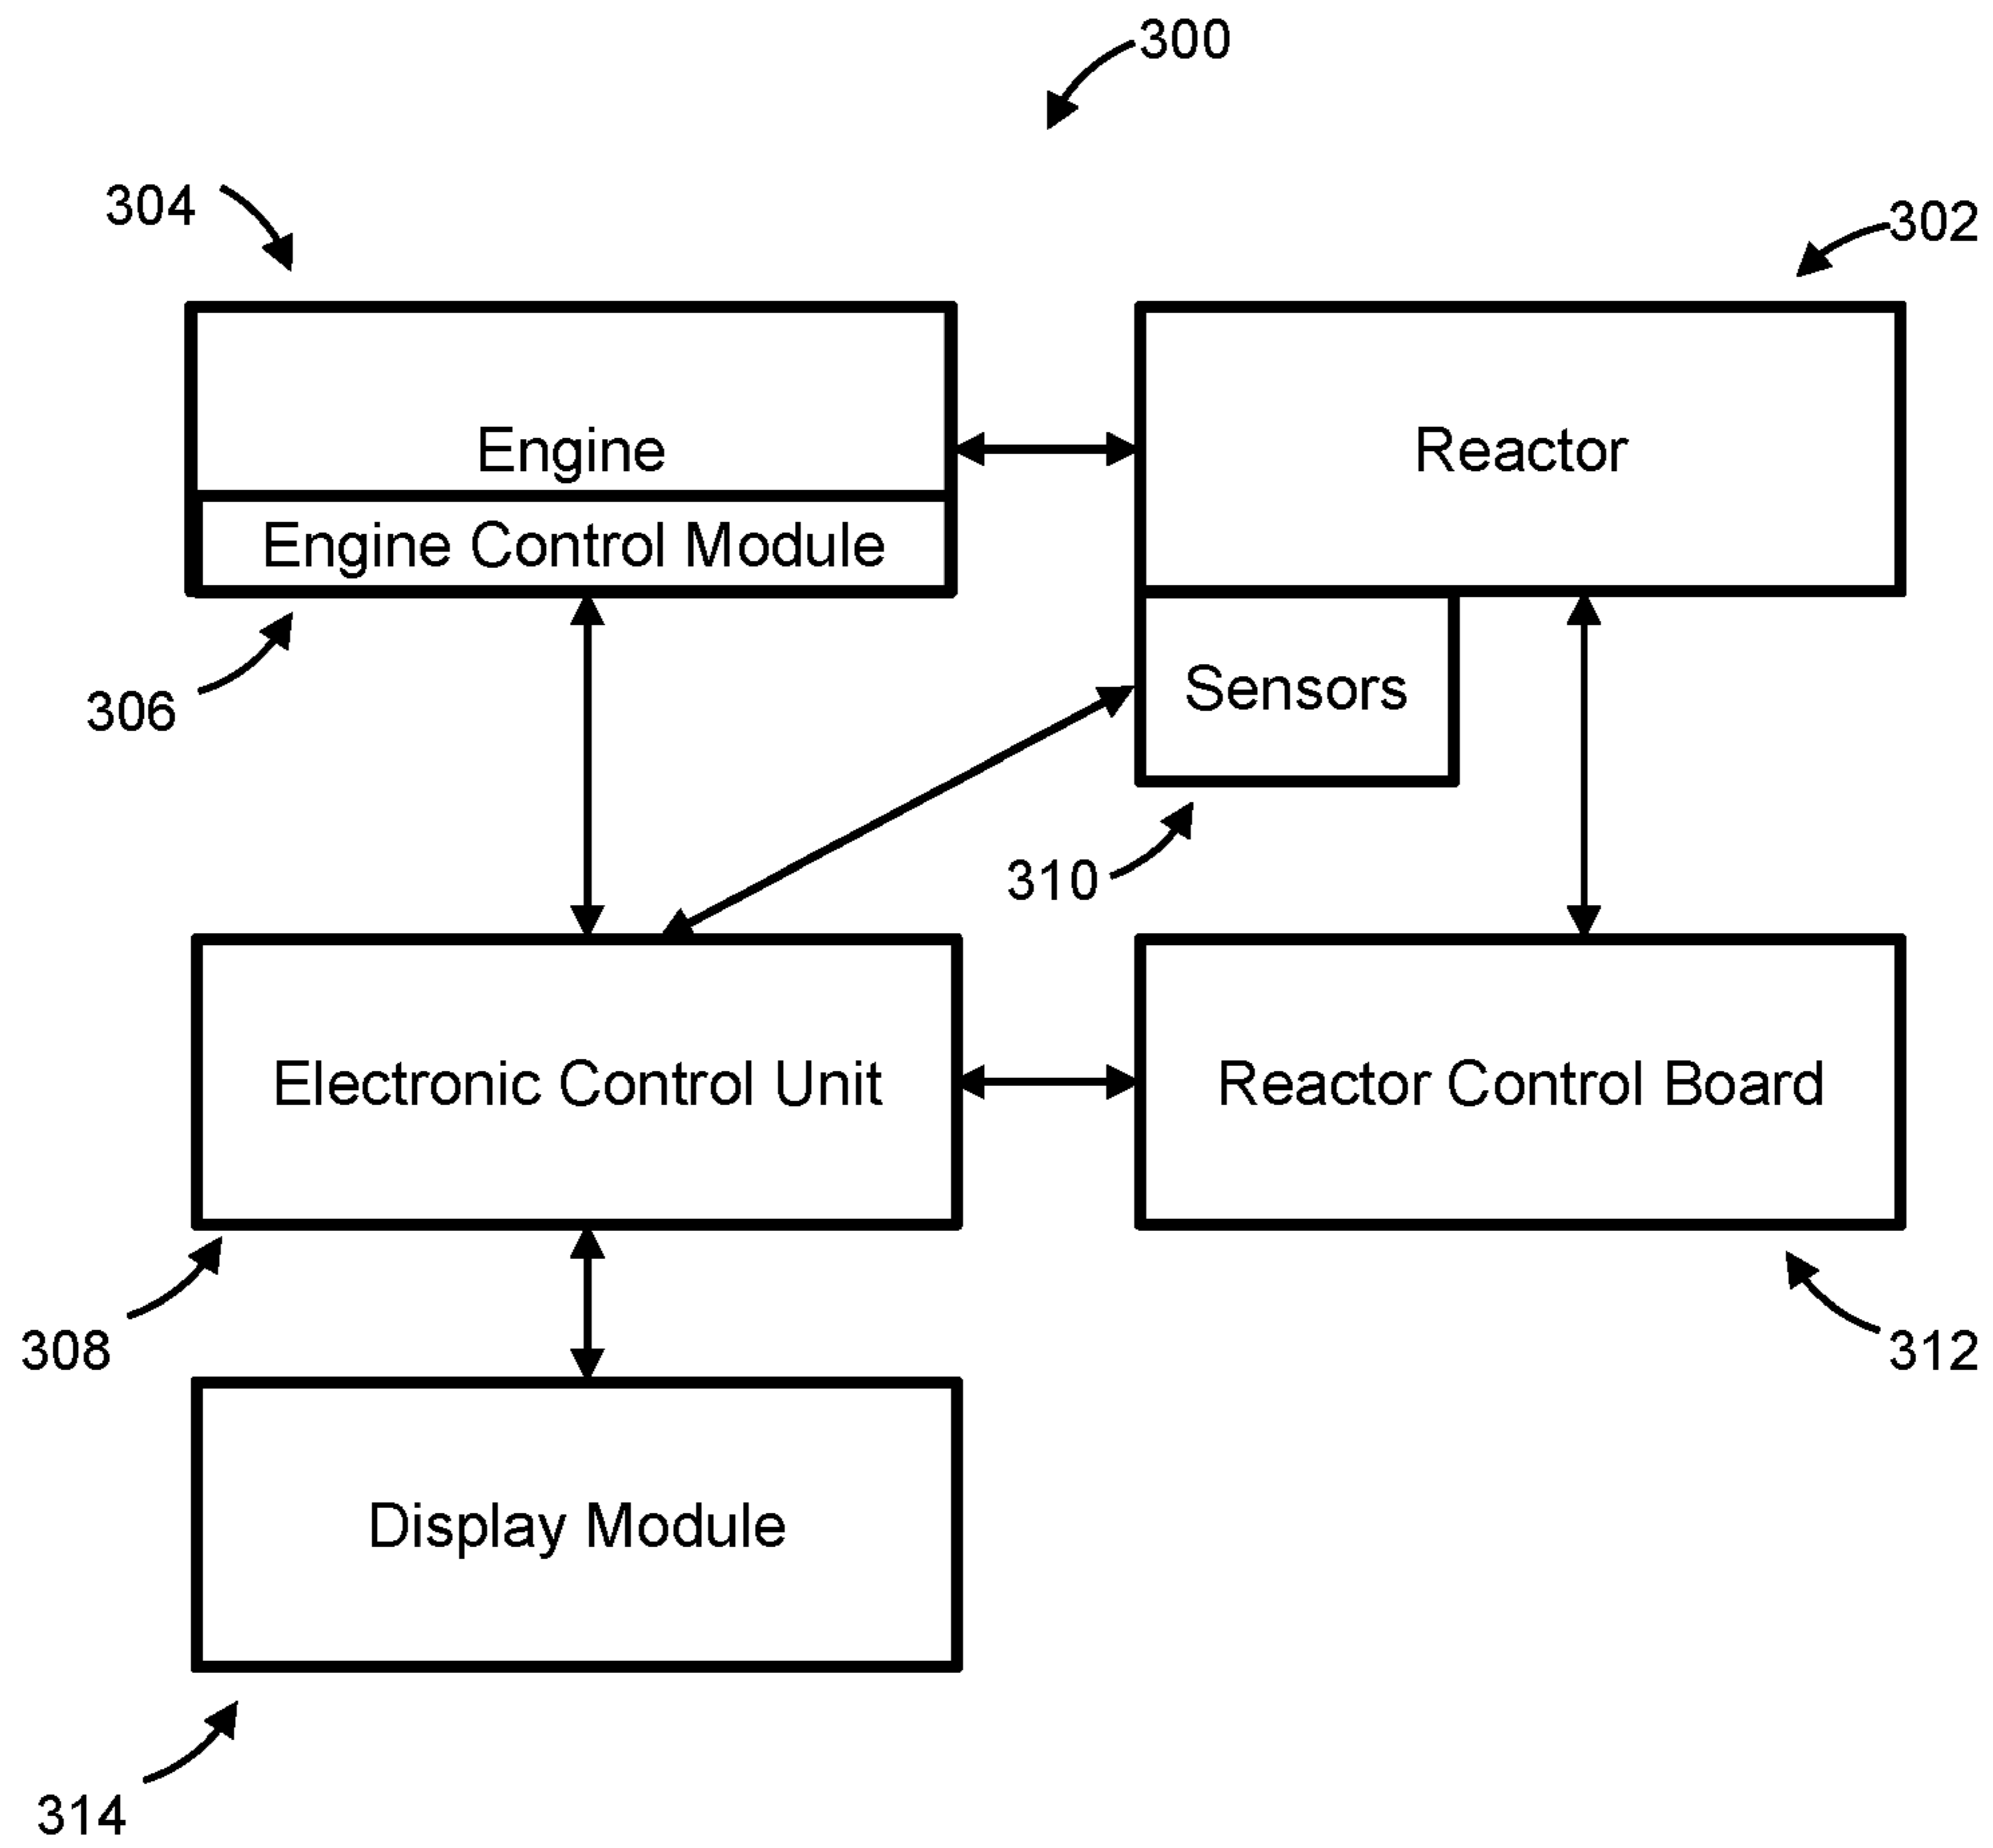 300
304
302
Engine
Reactor
Engine Control Module
306
Sensors
310
Electronic Control Unit
Reactor Control Board
308
312
Display Module
314